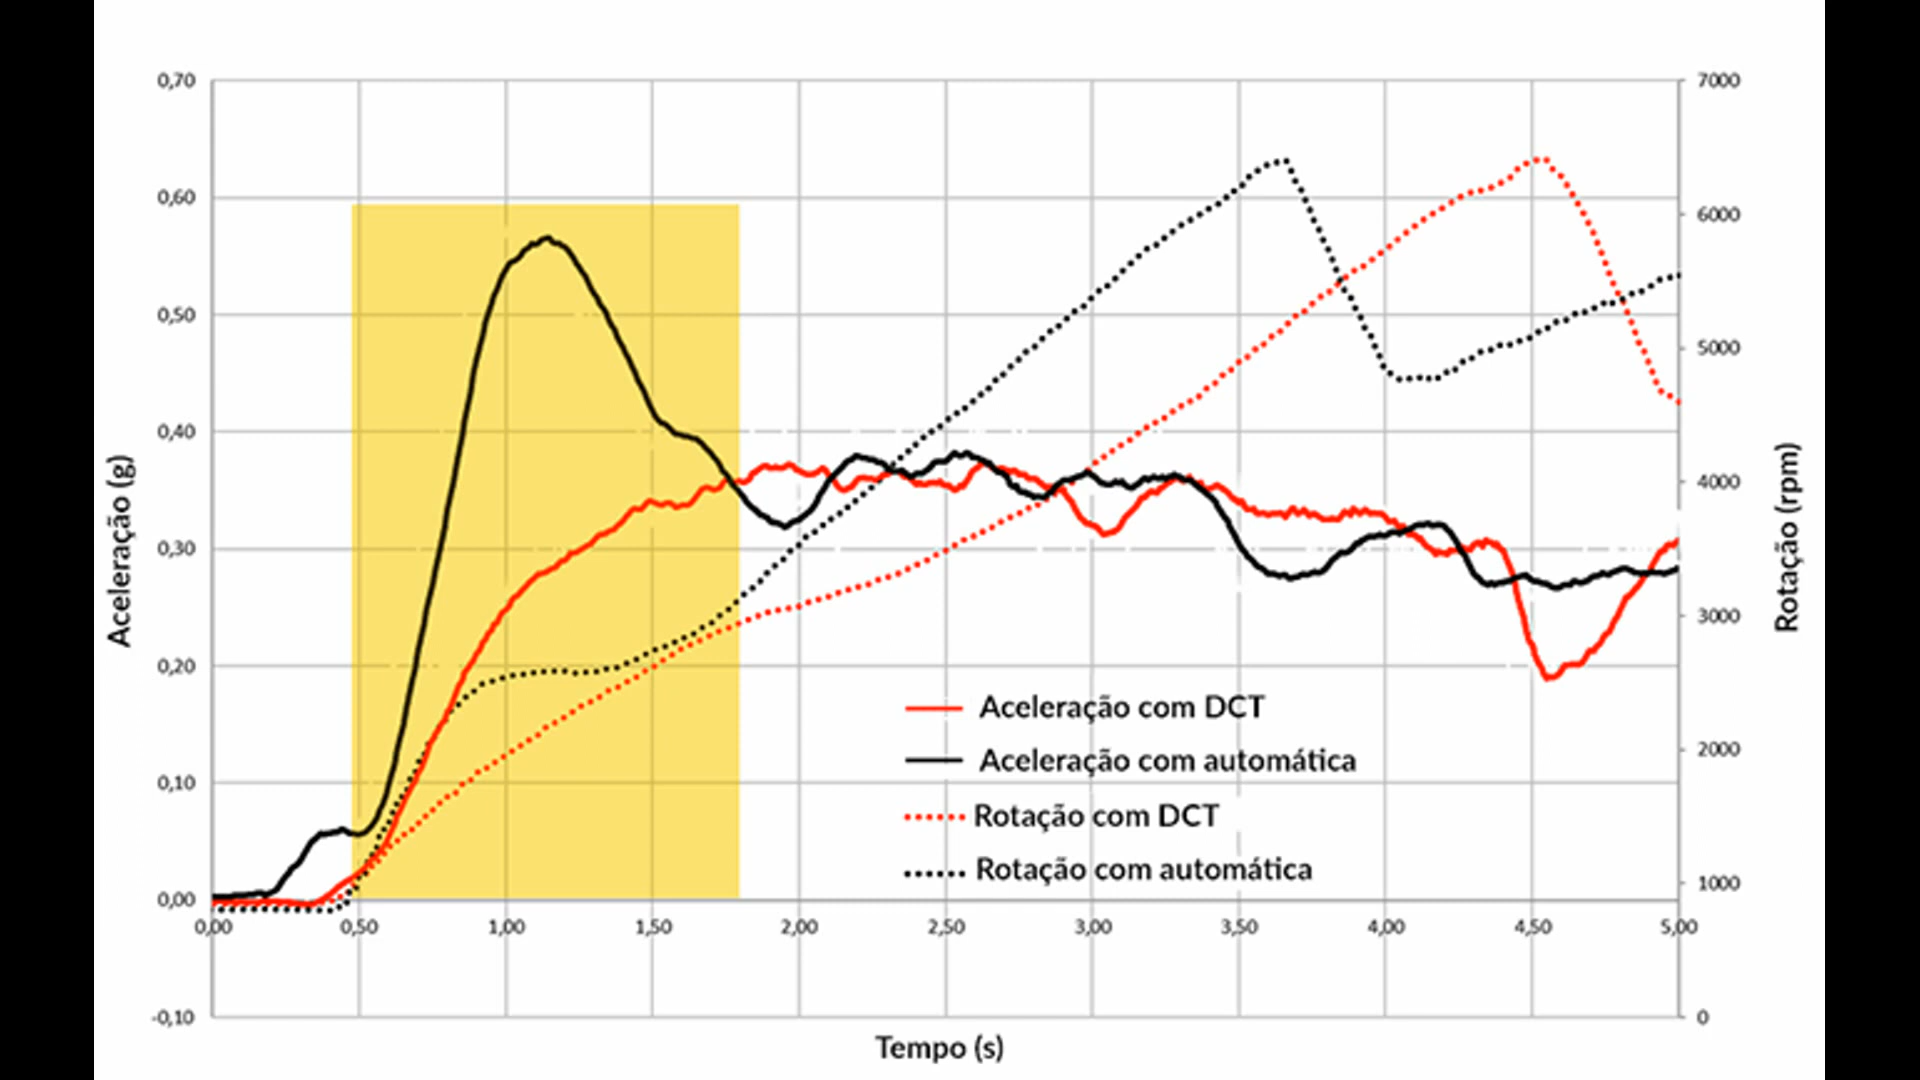 0,70
0,60
0,50
0,40
0,30
0,20
0,10
0,00
-0,10
Aceleração (g)
7000
6000
5000
4000
3000
2000
1000
0
Rotação (rpm)
Aceleração com DCT
Aceleração com automática
Rotação com DCT
Rotação com automática
0,00 0,50 1,00 1,50 2,00 2,50 3,00 3,50 4,00 4,50 5,00
Tempo (s)